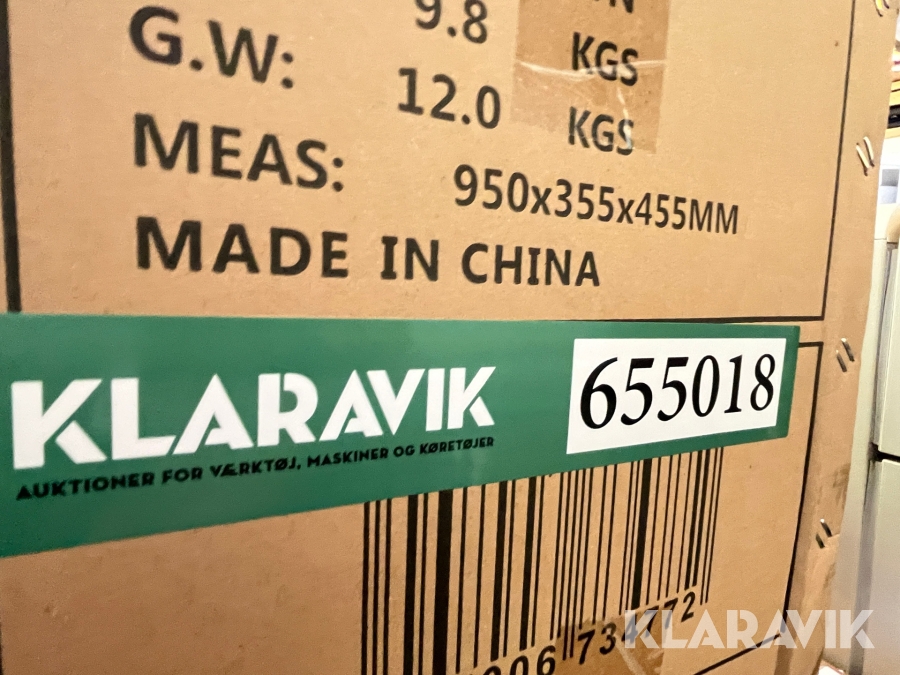 9.8 KGS
G.W: 12.0 KGS
MEAS: 950x355x455MM
MADE IN CHINA
KLARAVIK
AUKTIONER FOR VÆRKTØJ, MASKINER OG KØRETØJER
655018
KLARAVIK